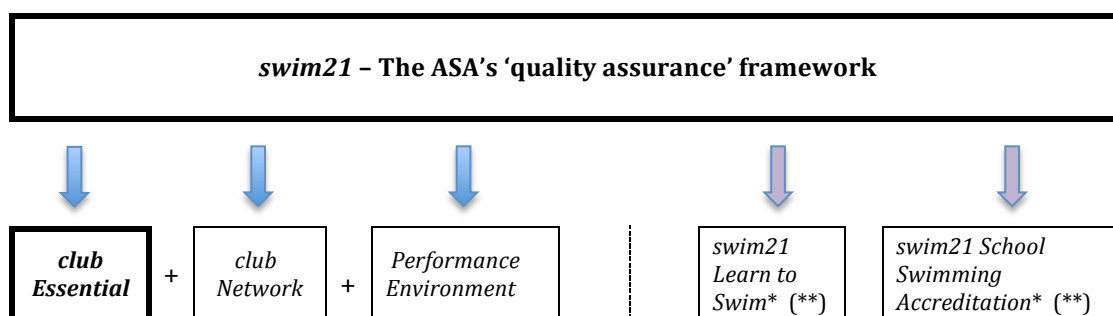 swim21 – The ASA's 'quality assurance' framework
club
Essential
+
club
Network
+
Performance
Environment
swim21
Learn to
Swim* (**)
swim21 School
Swimming
Accreditation* (**)